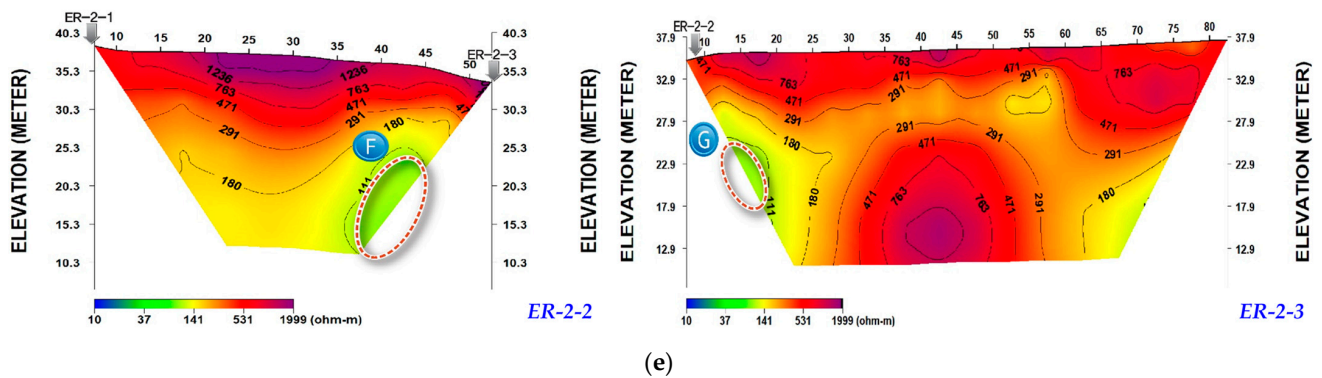 ER-2-1
40.3 10 15 20 25 30 35 40 45 40.3
ER-2-3
50
35.3 35.3
30.3 30.3
25.3 25.3
20.3 20.3
15.3 15.3
10.3 10.3
ELEVATION (METER)
ELEVATION (METER)
1236 1236
763 763
471 471 47
291 291
180 180
111
F
10 37 141 531 1999 (ohm-m)
ER-2-2
ER-2-2
37.9 10 15 20 25 30 35 40 45 50 55 60 65 70 75 80 37.9
32.9 32.9
27.9 27.9
22.9 22.9
17.9 17.9
12.9 12.9
ELEVATION (METER)
ELEVATION (METER)
471 763 763 763
471 471 291
291 471
180 291 291 291
471 471 180
111 180 471 763 763 471 291
G
10 37 141 531 1999 (ohm-m)
ER-2-3
(e)